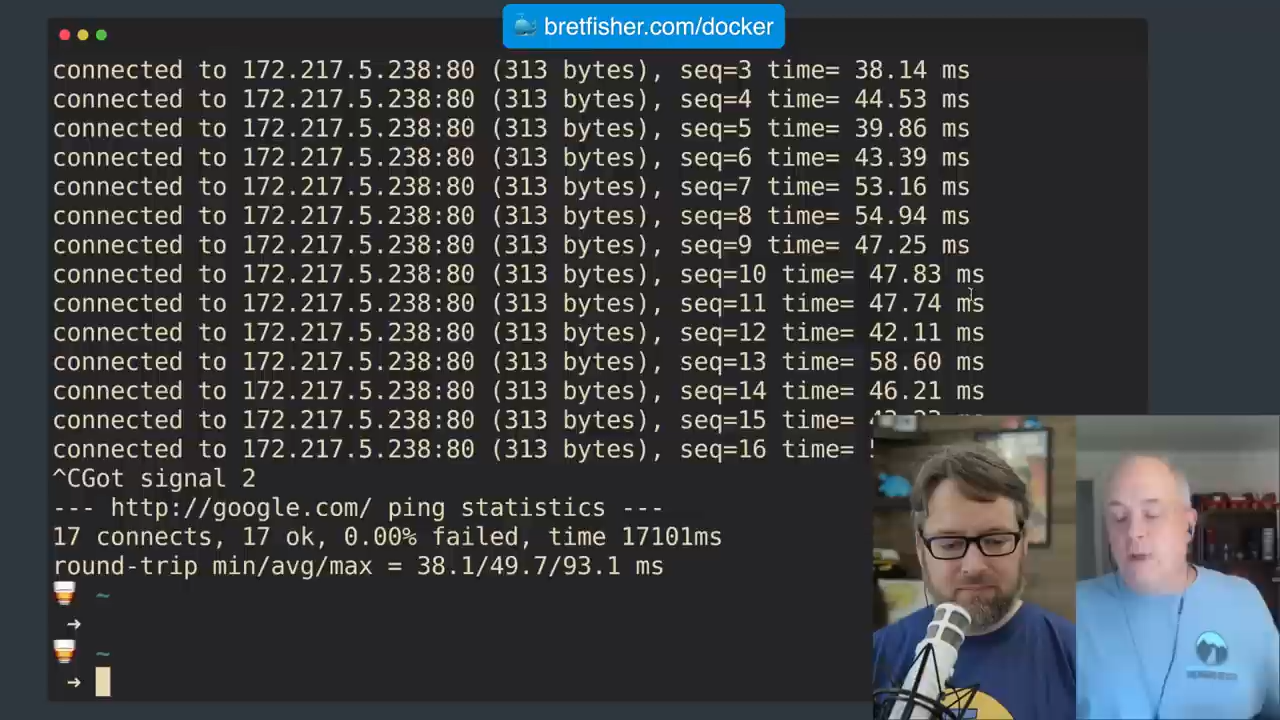 bretfisher.com/docker
connected to 172.217.5.238:80 (313 bytes), seq=3 time= 38.14 ms
connected to 172.217.5.238:80 (313 bytes), seq=4 time= 44.53 ms
connected to 172.217.5.238:80 (313 bytes), seq=5 time= 39.86 ms
connected to 172.217.5.238:80 (313 bytes), seq=6 time= 43.39 ms
connected to 172.217.5.238:80 (313 bytes), seq=7 time= 53.16 ms
connected to 172.217.5.238:80 (313 bytes), seq=8 time= 54.94 ms
connected to 172.217.5.238:80 (313 bytes), seq=9 time= 47.25 ms
connected to 172.217.5.238:80 (313 bytes), seq=10 time= 47.83 ms
connected to 172.217.5.238:80 (313 bytes), seq=11 time= 47.74 ms
connected to 172.217.5.238:80 (313 bytes), seq=12 time= 42.11 ms
connected to 172.217.5.238:80 (313 bytes), seq=13 time= 58.60 ms
connected to 172.217.5.238:80 (313 bytes), seq=14 time= 46.21 ms
connected to 172.217.5.238:80 (313 bytes), seq=15 time= ms
connected to 172.217.5.238:80 (313 bytes), seq=16 time=
^CGot signal 2
--- http://google.com/ ping statistics ---
17 connects, 17 ok, 0.00% failed, time 17101ms
round-trip min/avg/max = 38.1/49.7/93.1 ms
~
→
~
→